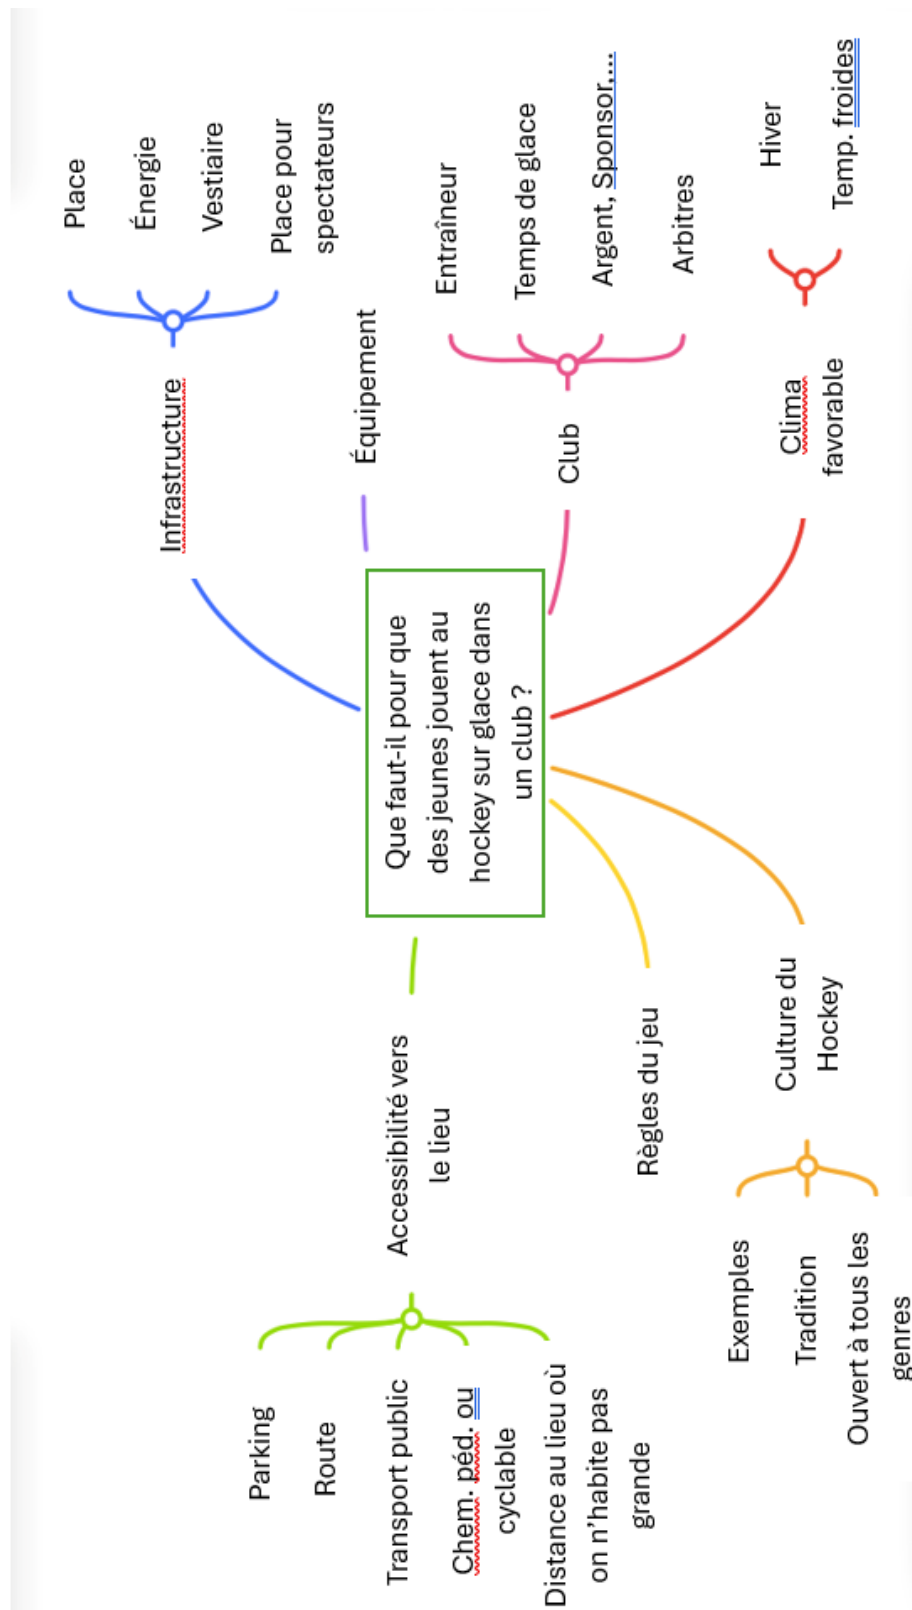 Que faut-il pour que
des jeunes jouent au
hockey sur glace dans
un club ?
Infrastructure
Place
Énergie
Vestiaire
Place pour
spectateurs
Équipement
Club
Entraîneur
Temps de glace
Argent, Sponsor,...
Arbitres
Clima
favorable
Hiver
Temp. froides
Accessibilité vers
le lieu
Parking
Route
Transport public
Chem. péd. ou
cyclable
Distance au lieu où
on n'habite pas
grande
Règles du jeu
Culture du
Hockey
Exemples
Tradition
Ouvert à tous les
genres